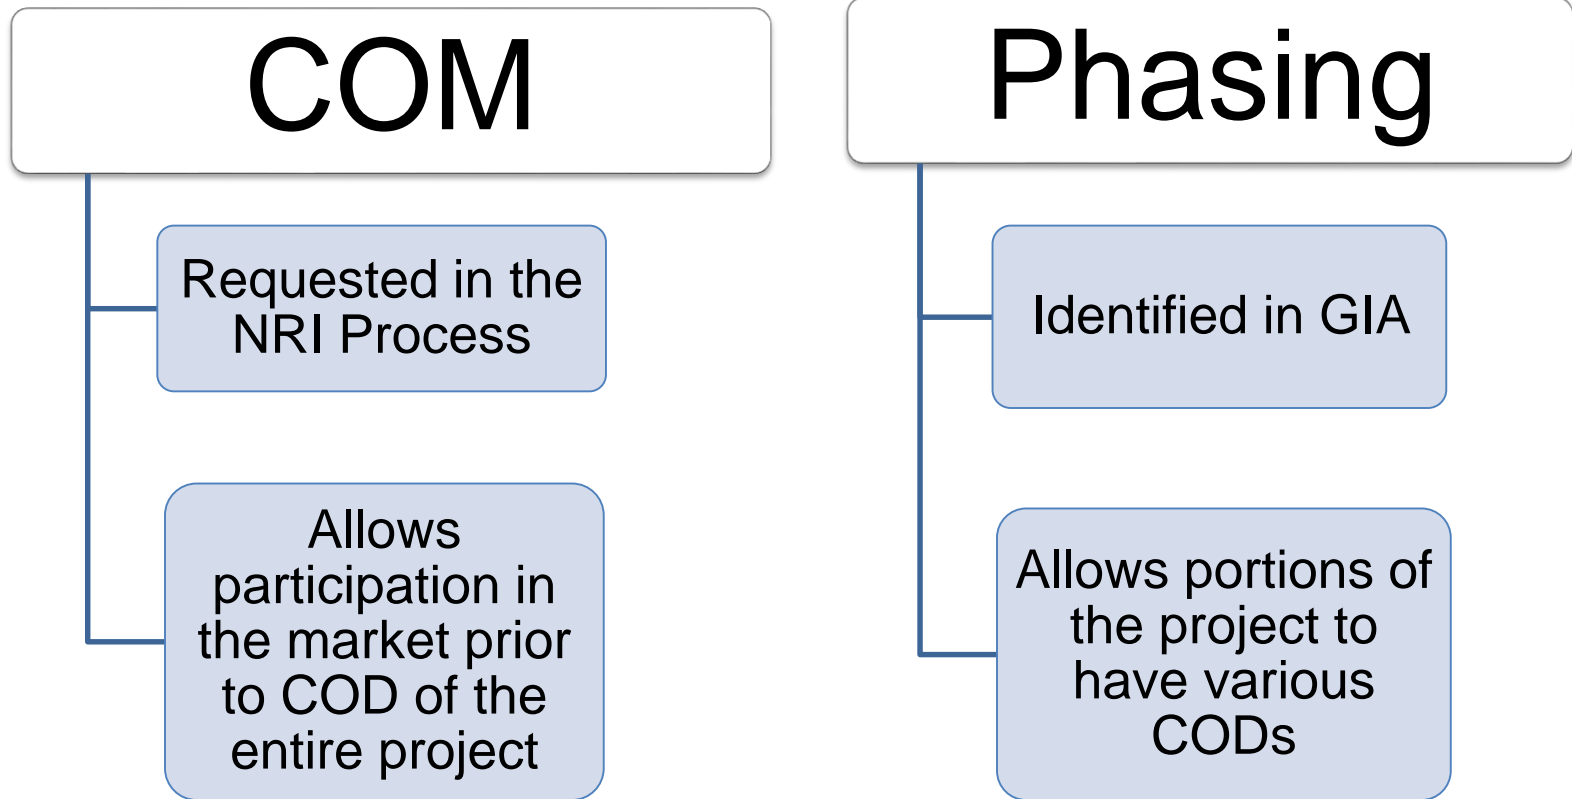 COM
Requested in the
NRI Process
Allows
participation in
the market prior
to COD of the
entire project
Phasing
Identified in GIA
Allows portions of
the project to
have various
CODs